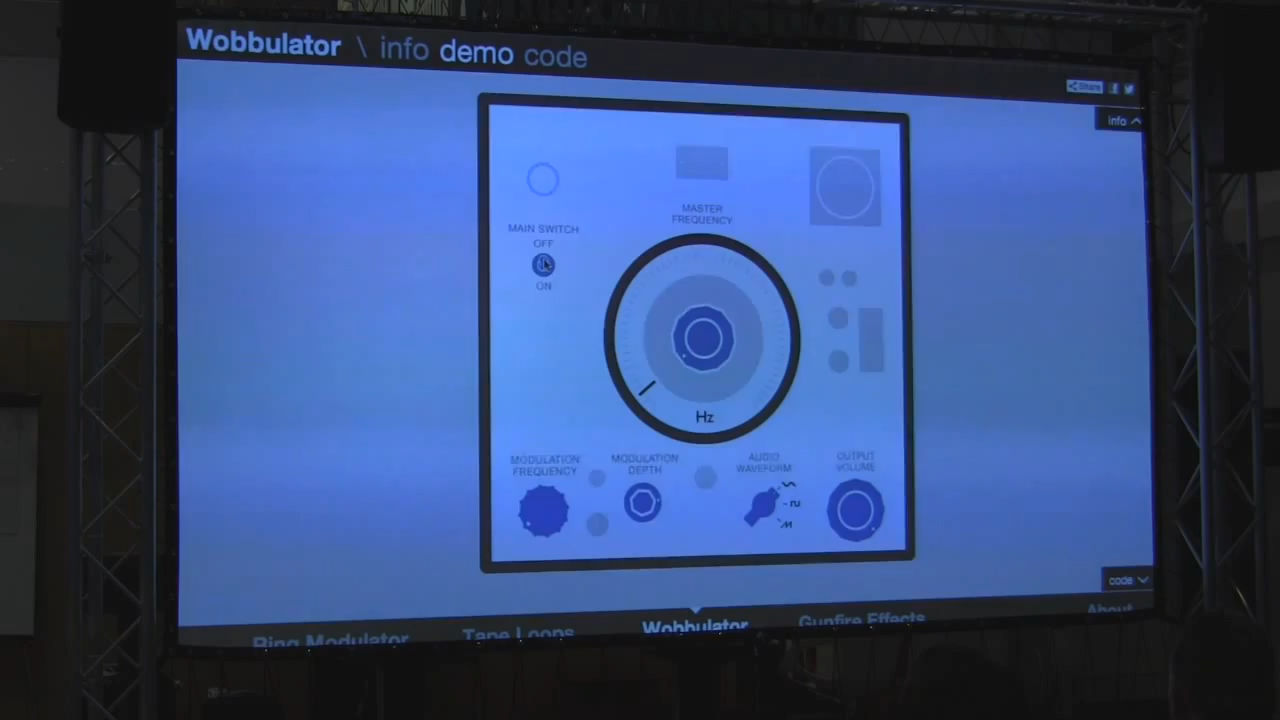 Wobbulator \ info demo code
Share
info
MASTER
FREQUENCY
MAIN SWITCH
OFF
ON
Hz
MODULATION
FREQUENCY
MODULATION
DEPTH
AUDIO
WAVEFORM
OUTPUT
VOLUME
code
Ring Modulator Tape Loops Wobbulator Gunfire Effects About